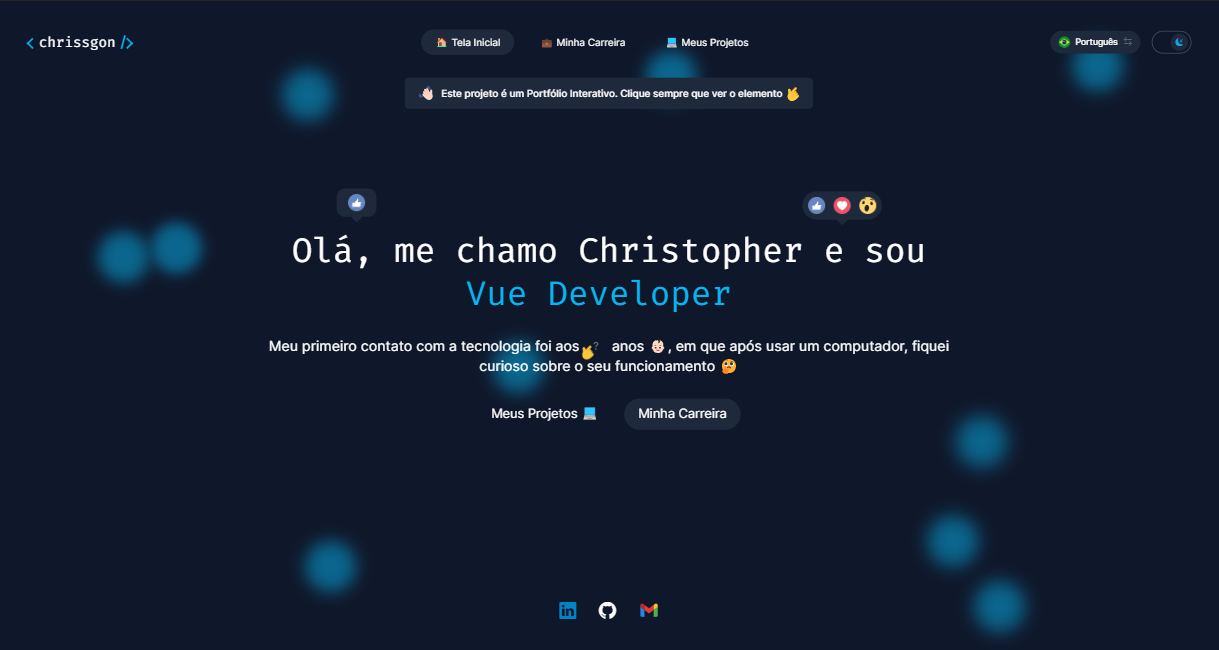 < chrissgon />
Tela Inicial
Minha Carreira
Meus Projetos
Português
Este projeto é um Portfólio Interativo. Clique sempre que ver o elemento
Olá, me chamo Christopher e sou
Vue Developer
Meu primeiro contato com a tecnologia foi aos ? anos , em que após usar um computador, fiquei
curioso sobre o seu funcionamento
Meus Projetos
Minha Carreira
in